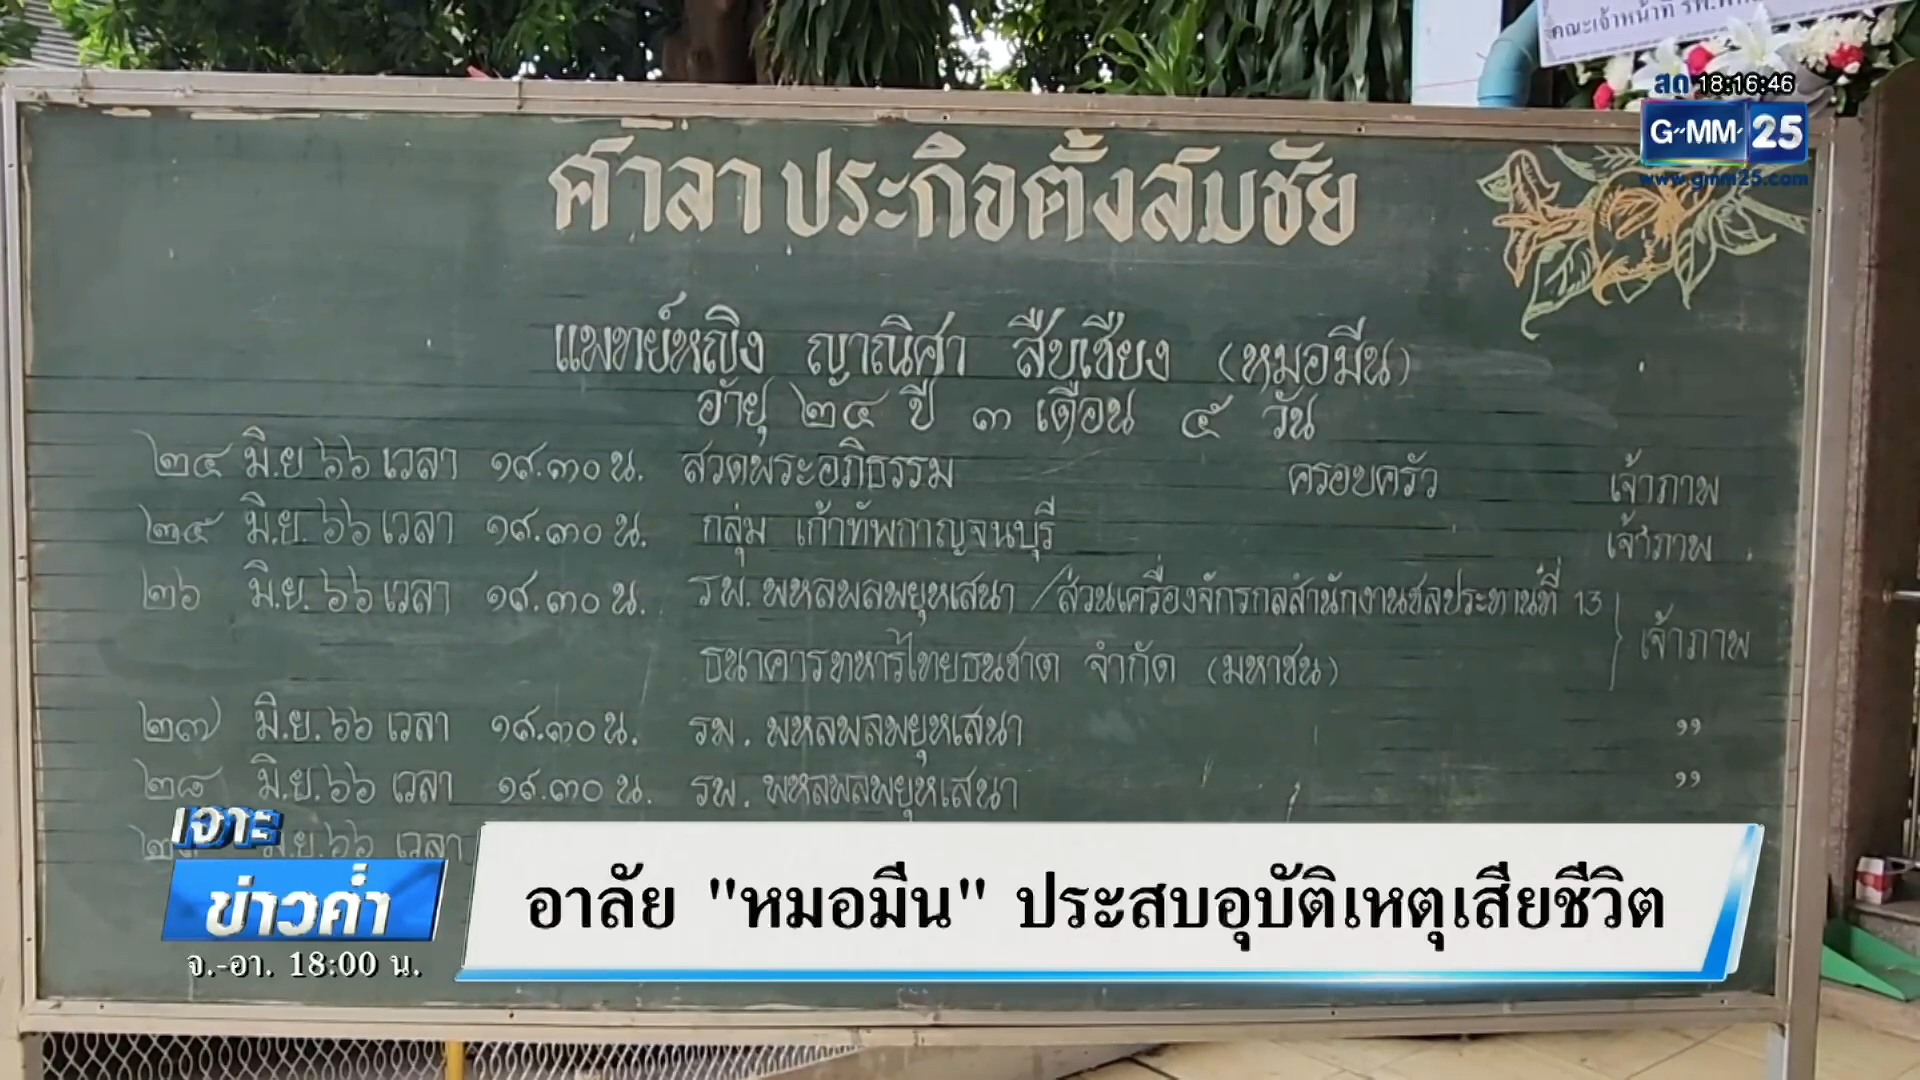 คณะเจ้าหน้าที่ รพ.
สด 18:16:46
GMM 25
www.gmm25.com
ศาลาประกิจตั้งสมชัย
แพทย์หญิง ญาณิศา สืบเชียง (หมอมีน)
อายุ ๒๔ ปี ๓ เดือน ๕ วัน
๒๔ มิ.ย ๖๖ เวลา ๑๙.๓๐ น. สวดพระอภิธรรม ครอบครัว เจ้าภาพ
๒๕ มิ.ย. ๖๖ เวลา ๑๙.๓๐ น. กลุ่ม เก้าทัพกาญจนบุรี เจ้าภาพ
๒๖ มิ.ย. ๖๖ เวลา ๑๙.๓๐ น. รพ. พหลพลพยุหเสนา /ส่วนเครื่องจักรกลสำนักงานชลประทานที่ 13
ธนาคารทหารไทยธนชาต จำกัด (มหาชน) เจ้าภาพ
๒๗ มิ.ย. ๖๖ เวลา ๑๙.๓๐ น. รพ. พหลพลพยุหเสนา ,,
๒๘ มิ.ย. ๖๖ เวลา ๑๙.๓๐ น. รพ. พหลพลพยุหเสนา ,,
มิ.ย. ๖๖ เวลา
เจาะ
ข่าวค่ำ
จ.-อา. 18:00 น.
อาลัย "หมอมีน" ประสบอุบัติเหตุเสียชีวิต